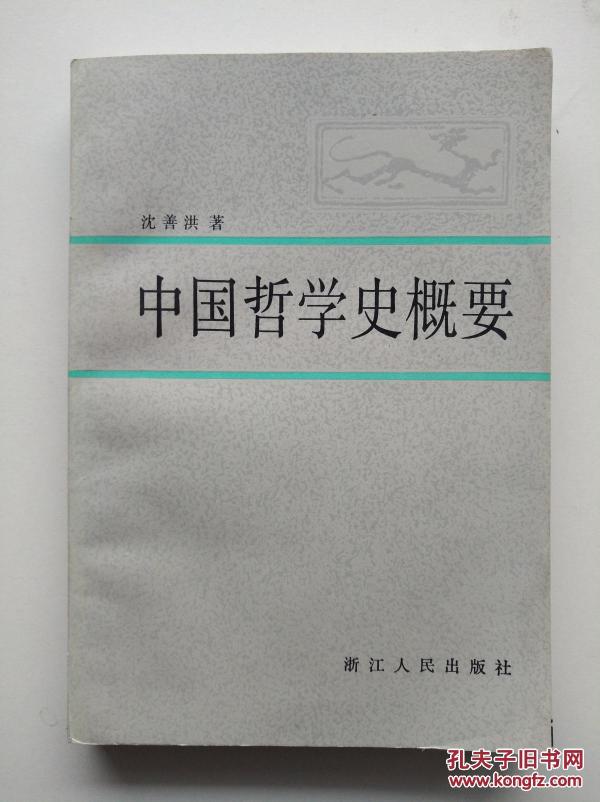 沈善洪 著
中国哲学史概要
浙江人民出版社
孔夫子旧书网
www.kongfz.com